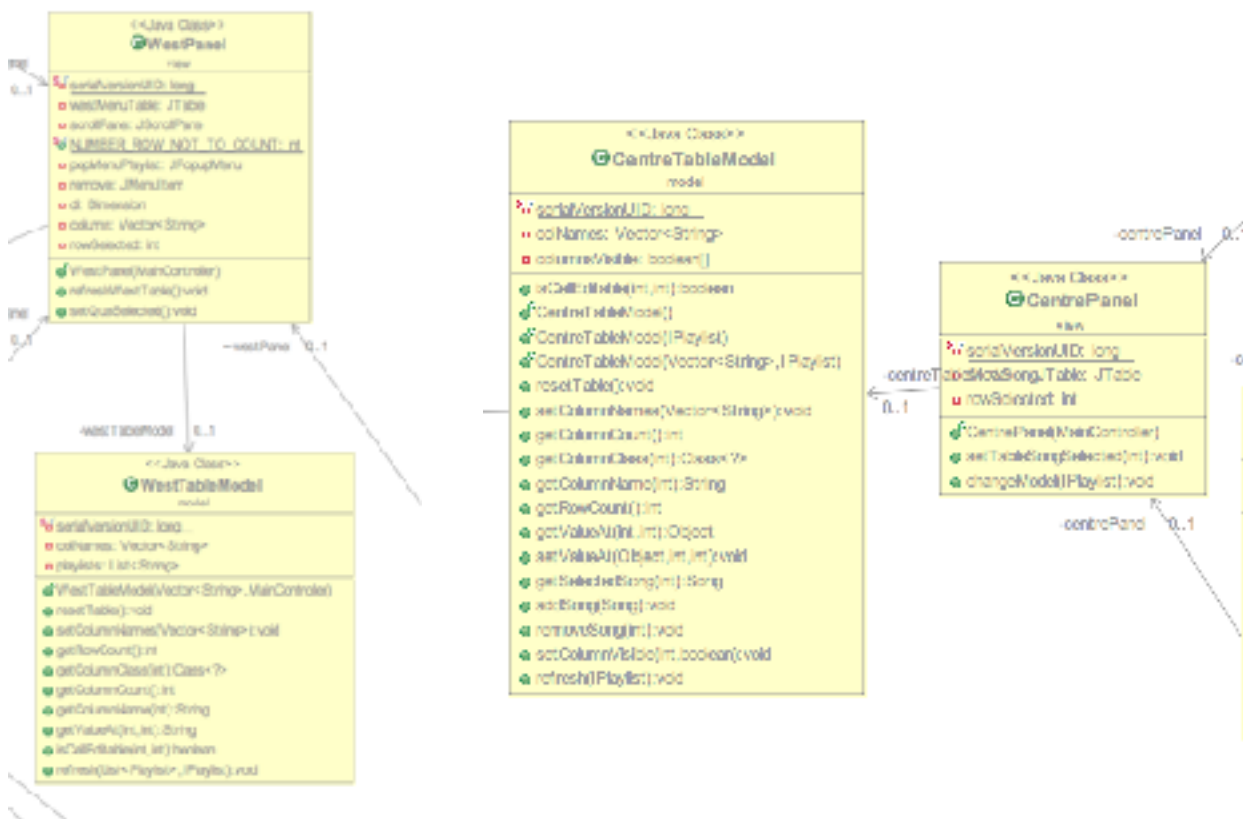 <<Java Class>>
WestPanel
view
serialVersionUID: long
westMenuTable: JTable
scrollPane: JScrollPane
NUMBER_ROW_NOT_TO_COUNT: int
popMenuPlaylist: JPopupMenu
remove: JMenuItem
d: Dimension
column: Vector<String>
rowSelected: int
WestPanel(MainController)
refreshWestTable():void
():void
0..1
0..1
-westPanel 0..1
-westTableModel 0..1
<<Java Class>>
WestTableModel
model
serialVersionUID: long
colNames: Vector<String>
playlists: List<String>
WestTableModel(Vector<String>,MainController)
resetTable():void
setColumnNames(Vector<String>):void
getRowCount():int
getColumnClass(int):Class<?>
getColumnCount():int
getColumnName(int):String
getValueAt(int,int):String
isCellEditable(int,int):boolean
refresh(List<Playlist>,IPlaylist):void
<<Java Class>>
CentreTableModel
model
serialVersionUID: long
colNames: Vector<String>
columnsVisible: boolean[]
isCellEditable(int,int):boolean
CentreTableModel()
CentreTableModel(IPlaylist)
CentreTableModel(Vector<String>,IPlaylist)
resetTable():void
setColumnNames(Vector<String>):void
getColumnCount():int
getColumnClass(int):Class<?>
getColumnName(int):String
getRowCount():int
getValueAt(int,int):Object
setValueAt(Object,int,int):void
getSelectedSong(int):Song
addSong(Song):void
removeSong(int):void
setColumnVisible(int,boolean):void
refresh(IPlaylist):void
-centrePanel 0..
<<Java Class>>
CentrePanel
view
serialVersionUID: long
Table: JTable
rowSelected: int
CentrePanel(MainController)
setTableSongSelected(int):void
changeModel(IPlaylist):void
0..1
-centrePanel 0..1